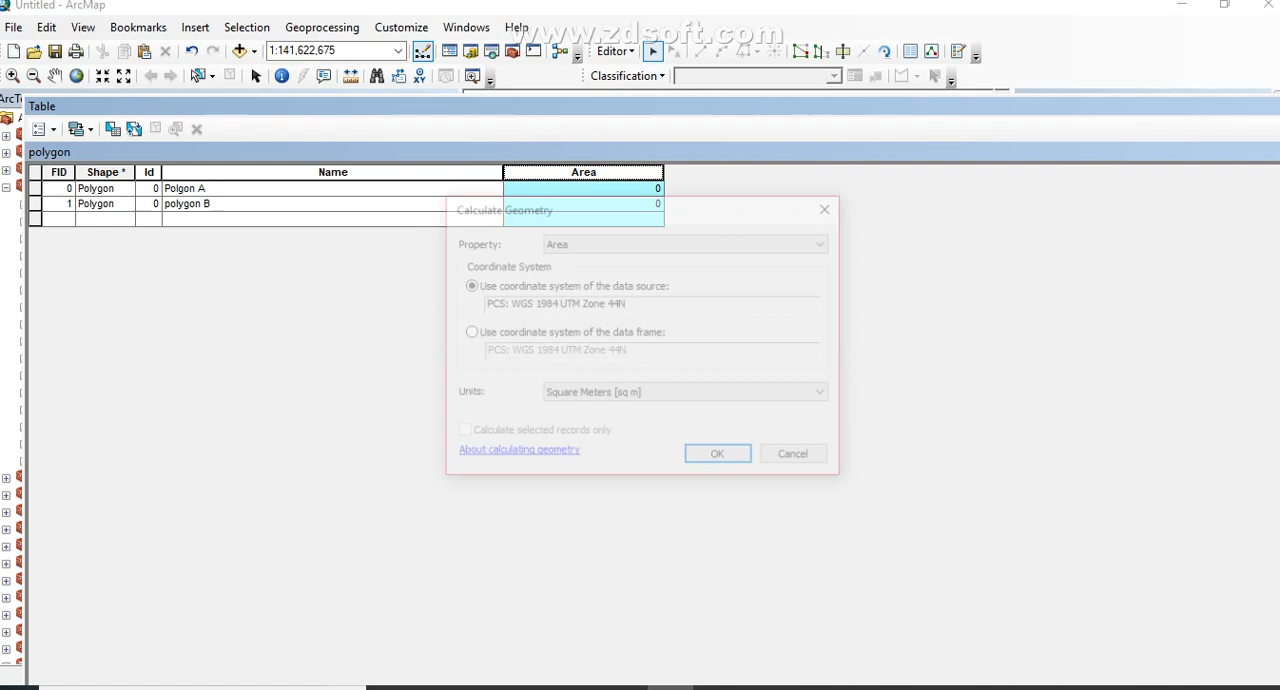 Untitled - ArcMap
File Edit View Bookmarks Insert Selection Geoprocessing Customize Windows Help
www.zdsoft.com
1:141,622,675 Editor
Classification
ArcTo
Table
polygon
FID Shape * Id Name Area
0 Polygon 0 Polgon A 0
1 Polygon 0 polygon B 0
Calculate Geometry
Property: Area
Coordinate System
Use coordinate system of the data source:
PCS: WGS 1984 UTM Zone 44N
Use coordinate system of the data frame:
PCS: WGS 1984 UTM Zone 44N
Units: Square Meters [sq m]
Calculate selected records only
About calculating geometry OK Cancel